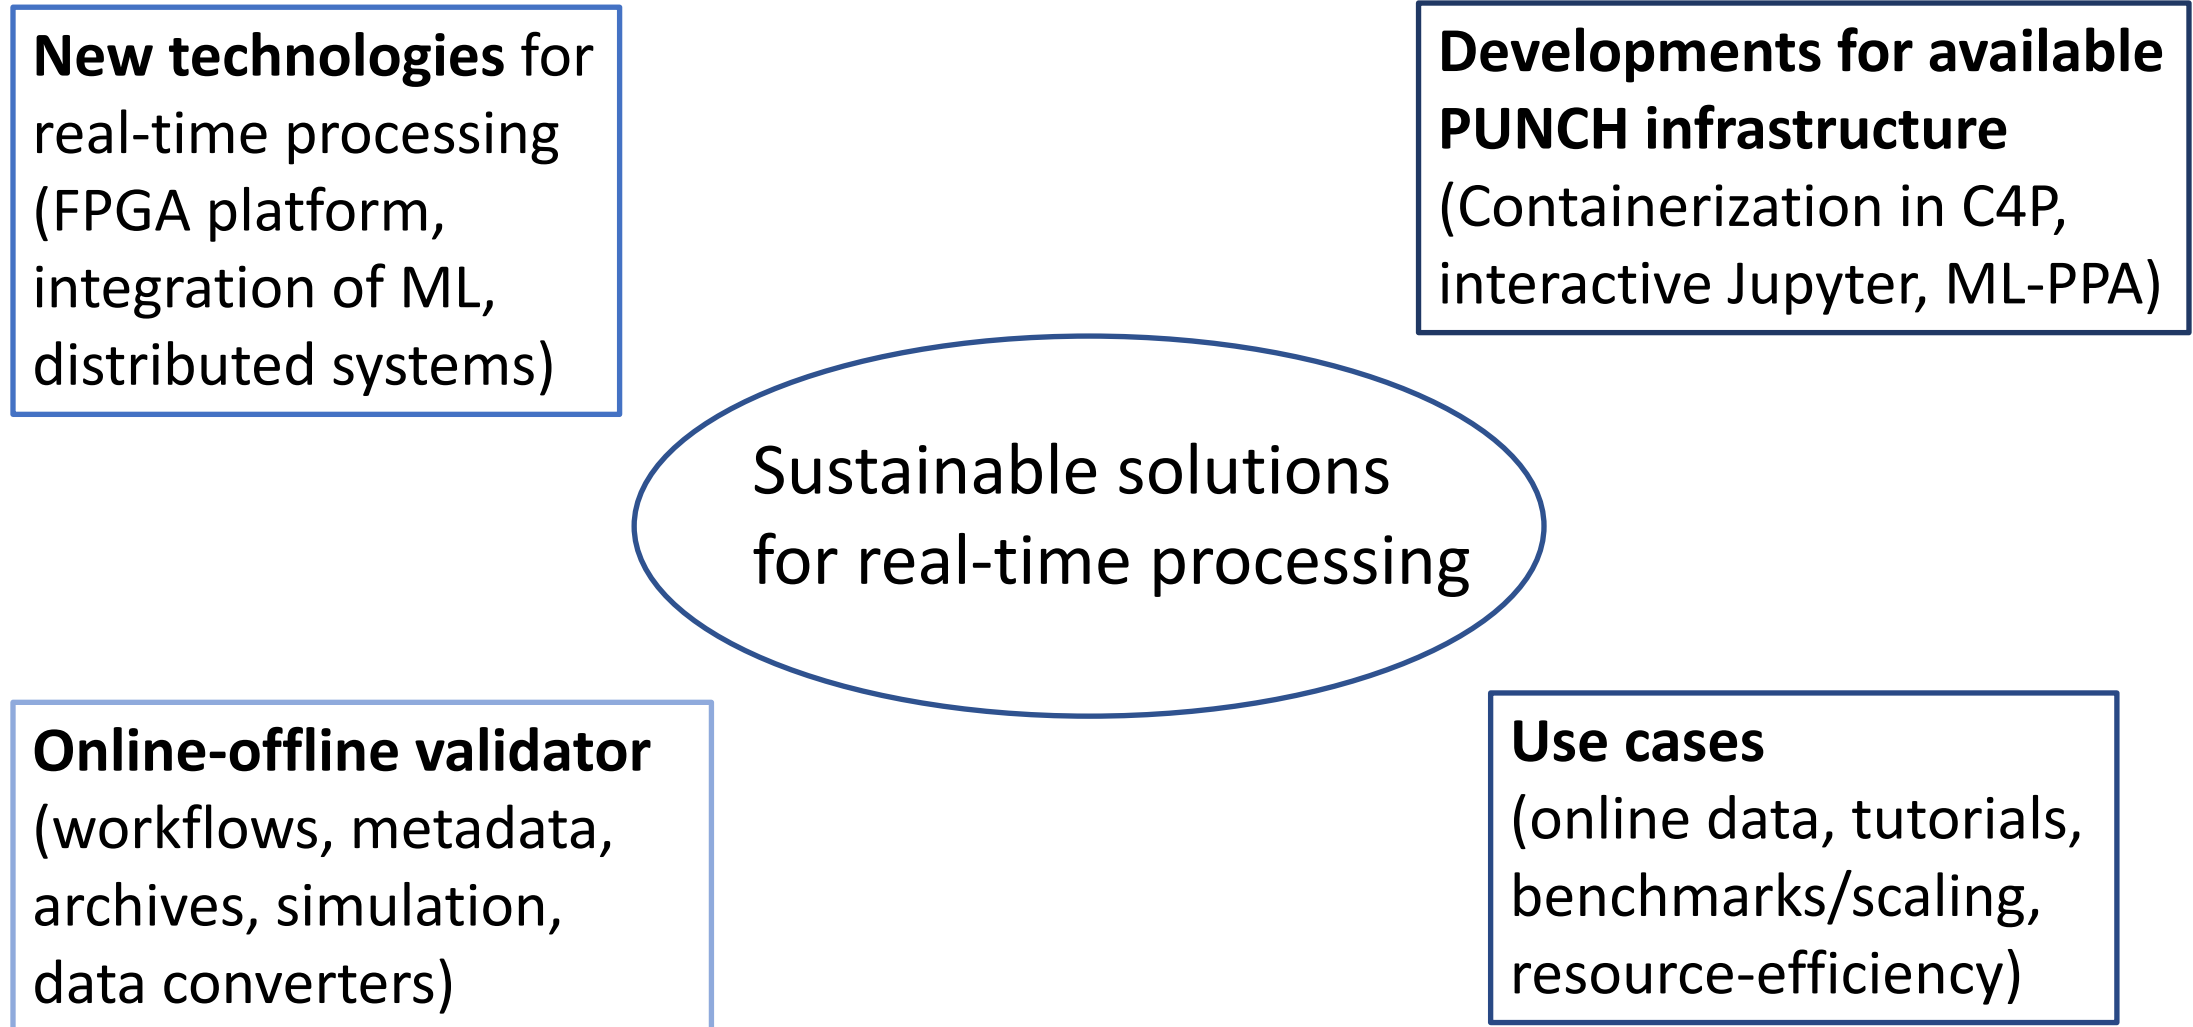 New technologies for
real-time processing
(FPGA platform,
integration of ML,
distributed systems)
Developments for available
PUNCH infrastructure
(Containerization in C4P,
interactive Jupyter, ML-PPA)
Sustainable solutions
for real-time processing
Online-offline validator
(workflows, metadata,
archives, simulation,
data converters)
Use cases
(online data, tutorials,
benchmarks/scaling,
resource-efficiency)